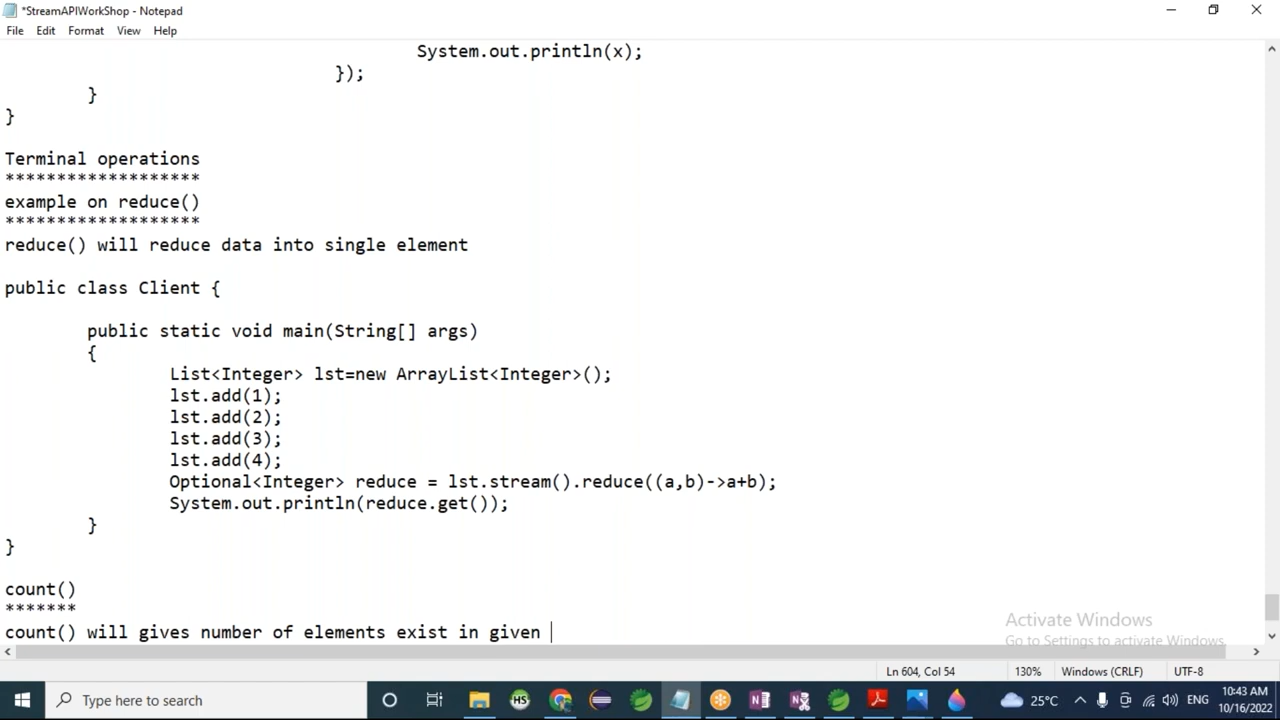 *StreamAPIWorkShop - Notepad
File Edit Format View Help
System.out.println(x);
});
}
}
Terminal operations
*******************
example on reduce()
*******************
reduce() will reduce data into single element
public class Client {
public static void main(String[] args)
{
List<Integer> lst=new ArrayList<Integer>();
lst.add(1);
lst.add(2);
lst.add(3);
lst.add(4);
Optional<Integer> reduce = lst.stream().reduce((a,b)->a+b);
System.out.println(reduce.get());
}
}
count()
*******
count() will gives number of elements exist in given
Activate Windows
Go to Settings to activate Windows.
Ln 604, Col 54 130% Windows (CRLF) UTF-8
Type here to search HS 25°C ENG 10:43 AM
10/16/2022